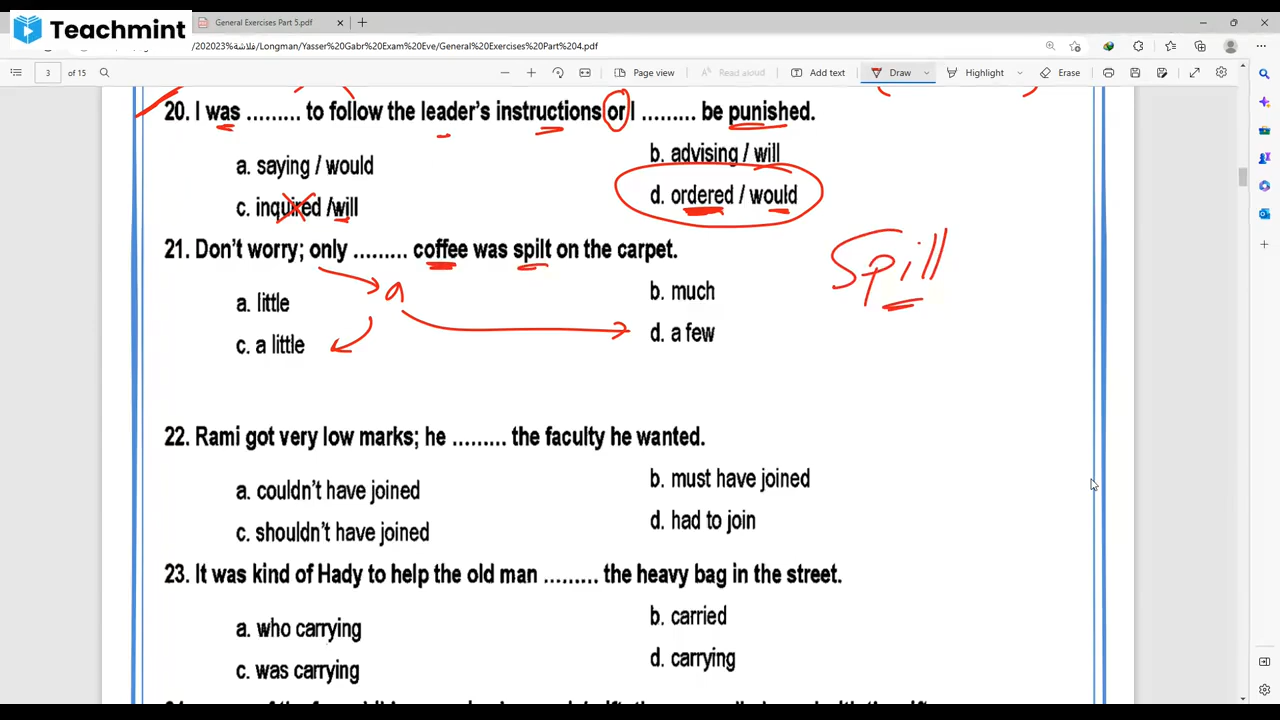 Teachmint
General Exercises Part 5.pdf
/202023%فلاشة/Longman/Yasser%20Gabr%20Exam%20Eve/General%20Exercises%20Part%204.pdf
3 of 15 Page view Read aloud Add text Draw Highlight Erase
20. I was ......... to follow the leader's instructions or I ......... be punished.
a. saying / would
b. advising / will
c. inquired /will
d. ordered / would
21. Don't worry; only ......... coffee was spilt on the carpet.
Spill
a
a. little
b. much
c. a little
d. a few
22. Rami got very low marks; he ......... the faculty he wanted.
a. couldn't have joined
b. must have joined
c. shouldn't have joined
d. had to join
23. It was kind of Hady to help the old man ......... the heavy bag in the street.
a. who carrying
b. carried
c. was carrying
d. carrying